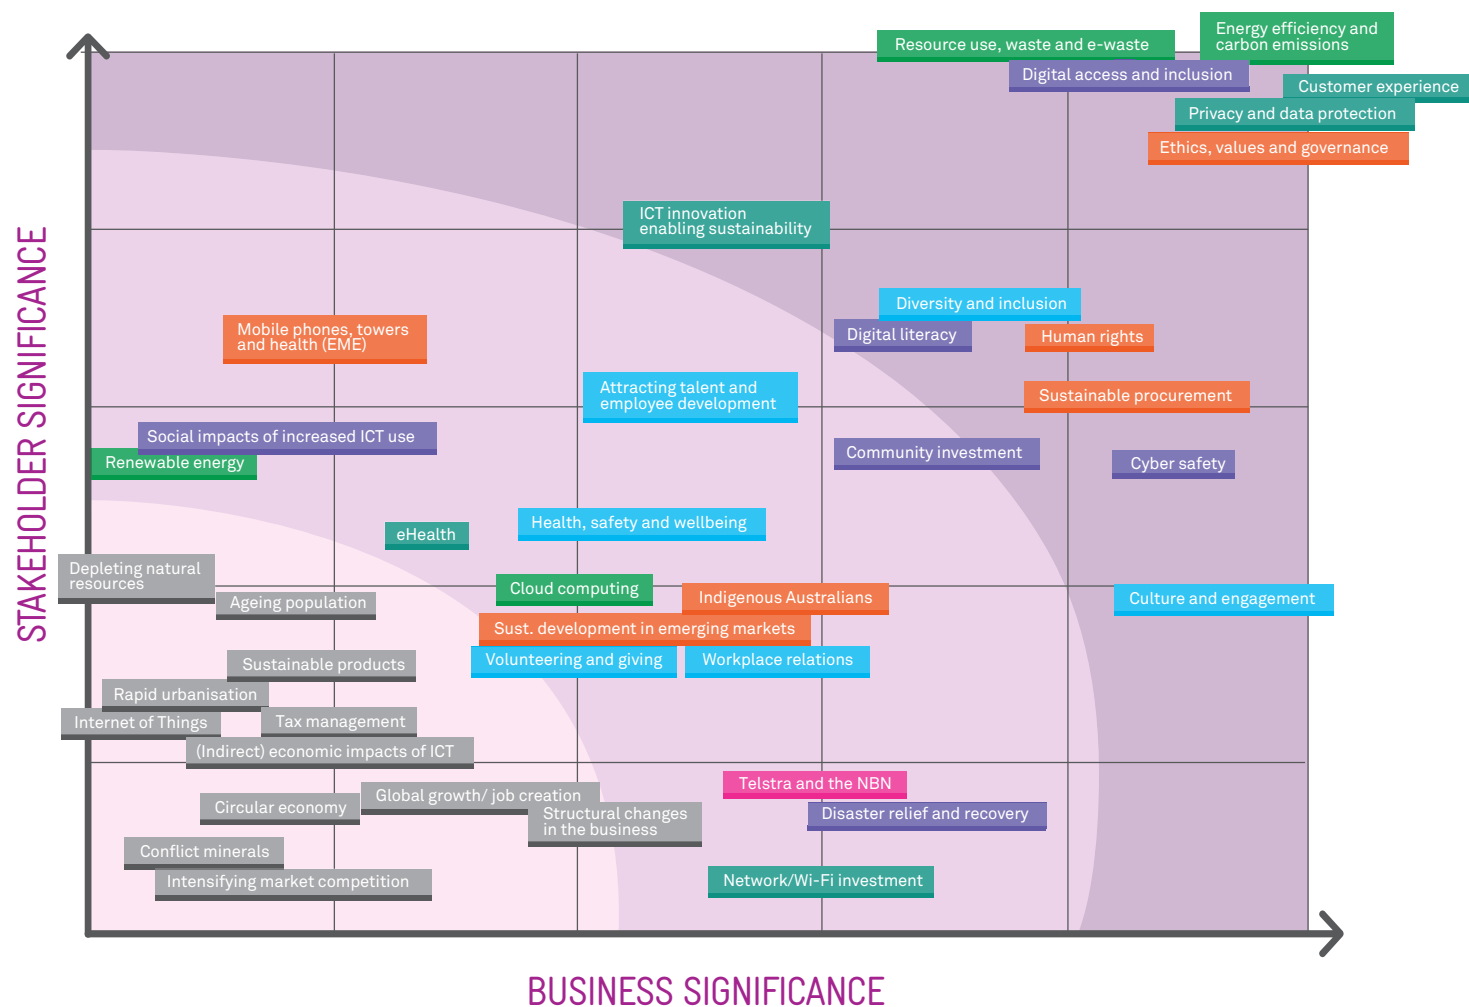 Energy efficiency and
carbon emissions
Resource use, waste and e-waste
Digital access and inclusion
Customer experience
Privacy and data protection
Ethics, values and governance
ICT innovation
enabling sustainability
Diversity and inclusion
Mobile phones, towers
and health (EME)
Digital literacy
Human rights
Attracting talent and
employee development
Sustainable procurement
Social impacts of increased ICT use
Renewable energy
Community investment
Cyber safety
Health, safety and wellbeing
eHealth
Depleting natural
resources
Cloud computing
Indigenous Australians
Culture and engagement
Ageing population
Sust. development in emerging markets
Sustainable products
Volunteering and giving
Workplace relations
Rapid urbanisation
Internet of Things
Tax management
(Indirect) economic impacts of ICT
Telstra and the NBN
Global growth/ job creation
Circular economy
Structural changes
in the business
Disaster relief and recovery
Conflict minerals
Intensifying market competition
Network/Wi-Fi investment
STAKEHOLDER SIGNIFICANCE
BUSINESS SIGNIFICANCE